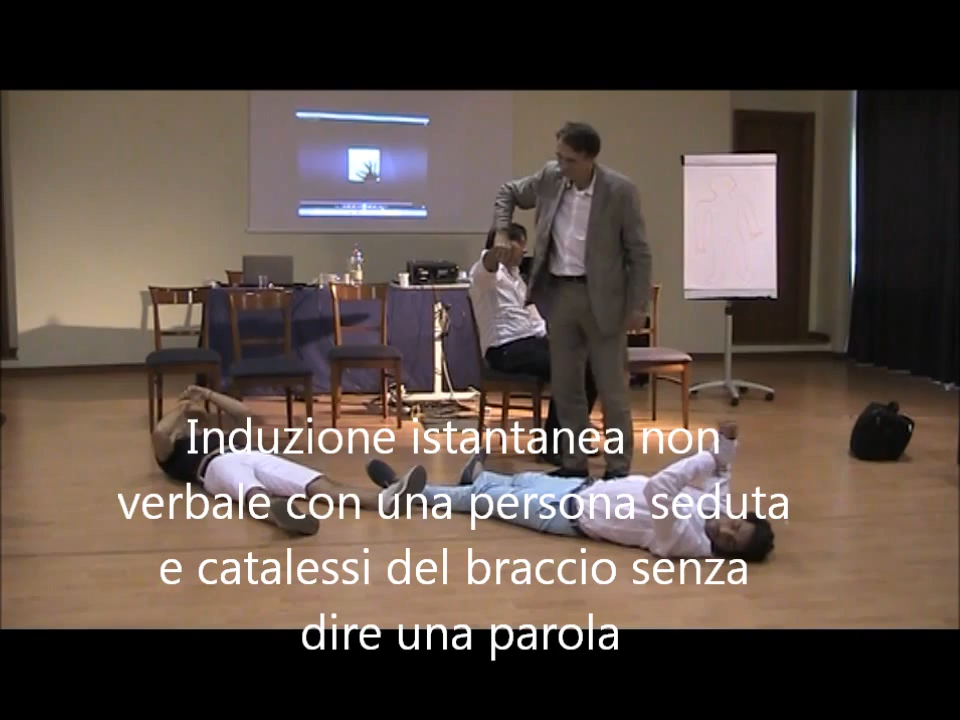 Induzione istantanea non
verbale con una persona seduta
e catalessi del braccio senza
dire una parola